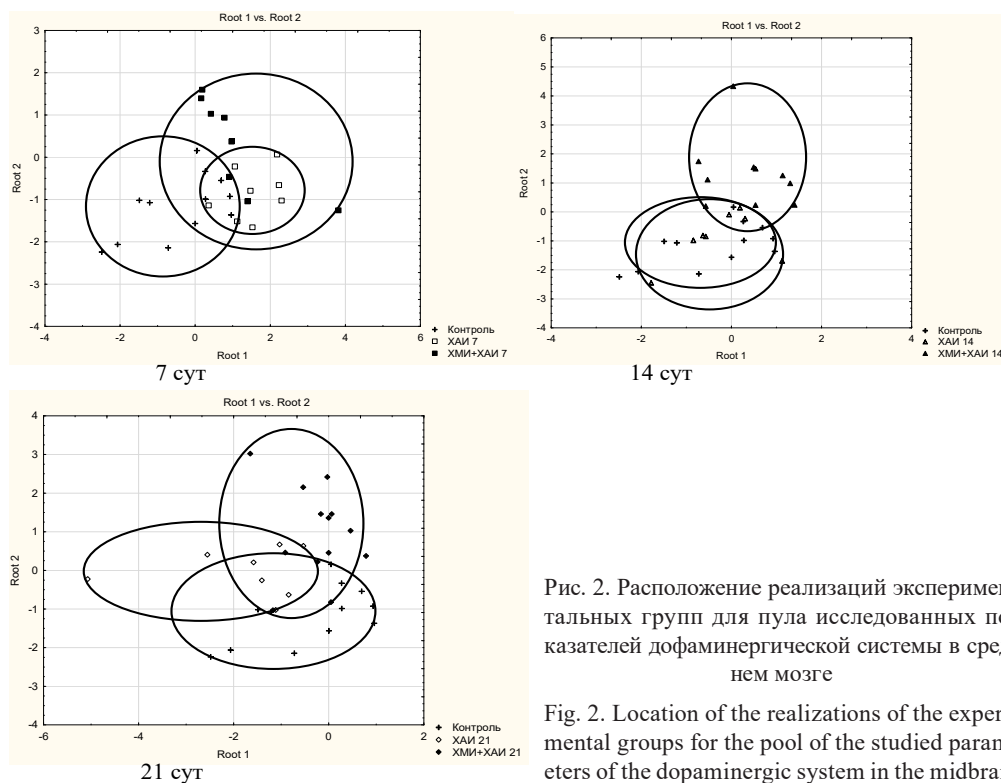 Root 1 vs. Root 2
3
2
1
0
-1
-2
-3
-4
Root 2
-4 -2 0 2 4 6
Root 1
Контроль
ХАИ 7
ХМИ+ХАИ 7
7 сут
Root 1 vs. Root 2
6
5
4
3
2
1
0
-1
-2
-3
-4
Root 2
-4 -2 0 2 4
Root 1
Контроль
ХАИ 14
ХМИ+ХАИ 14
14 сут
Root 1 vs. Root 2
4
3
2
1
0
-1
-2
-3
-4
Root 2
-6 -4 -2 0 2
Root 1
Контроль
ХАИ 21
ХМИ+ХАИ 21
21 сут
Рис. 2. Расположение реализаций эксперимен
тальных групп для пула исследованных по
казателей дофаминергической системы в сред
нем мозге
Fig. 2. Location of the realizations of the experi
mental groups for the pool of the studied param
eters of the dopaminergic system in the midbra